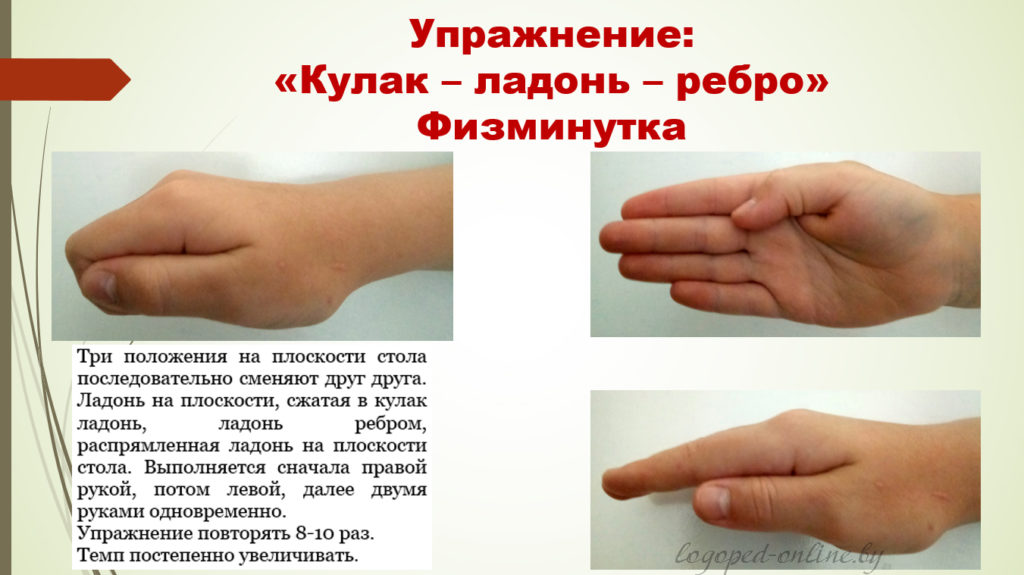 Упражнение:
«Кулак – ладонь – ребро»
Физминутка
Три положения на плоскости стола
последовательно сменяют друг друга.
Ладонь на плоскости, сжатая в кулак
ладонь, ладонь ребром,
распрямленная ладонь на плоскости
стола. Выполняется сначала правой
рукой, потом левой, далее двумя
руками одновременно.
Упражнение повторять 8-10 раз.
Темп постепенно увеличивать.
logoped-online.by